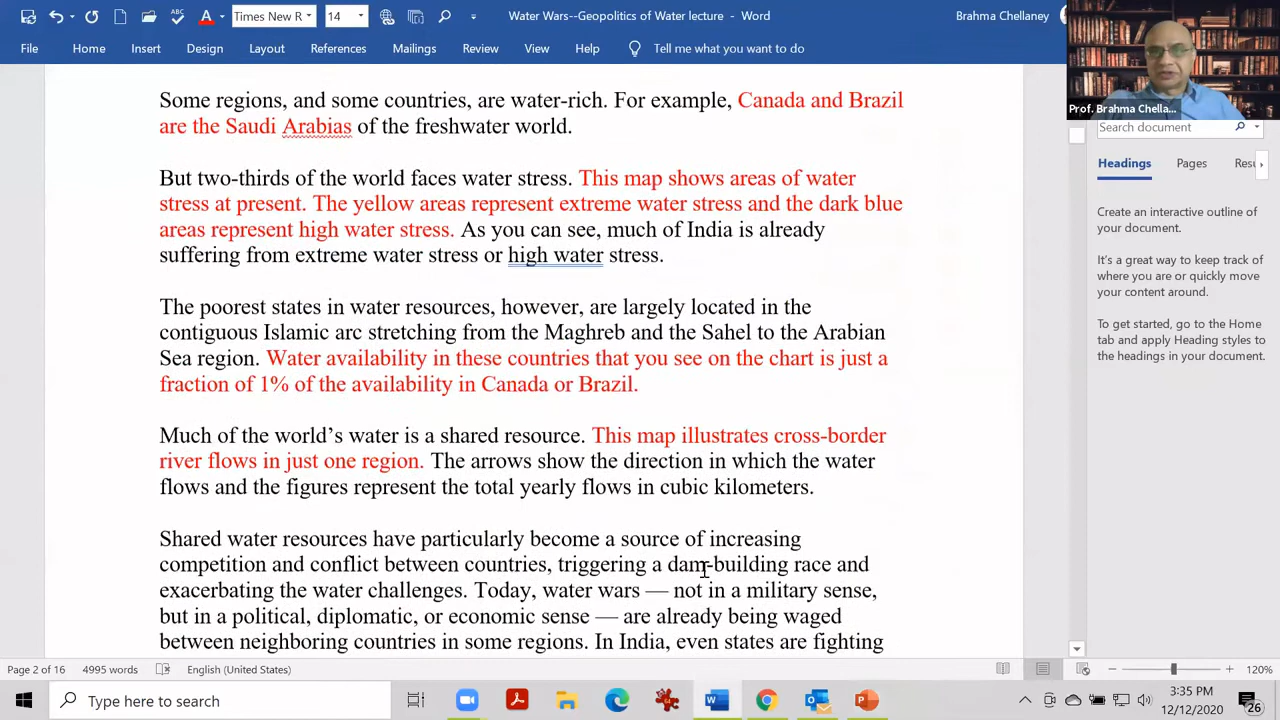 Times New R
14
Water Wars--Geopolitics of Water lecture - Word
Brahma Chellaney
File Home Insert Design Layout References Mailings Review View Help Tell me what you want to do
Prof. Brahma Chella...
Some regions, and some countries, are water-rich. For example, Canada and Brazil
are the Saudi Arabias of the freshwater world.
But two-thirds of the world faces water stress. This map shows areas of water
stress at present. The yellow areas represent extreme water stress and the dark blue
areas represent high water stress. As you can see, much of India is already
suffering from extreme water stress or high water stress.
The poorest states in water resources, however, are largely located in the
contiguous Islamic arc stretching from the Maghreb and the Sahel to the Arabian
Sea region. Water availability in these countries that you see on the chart is just a
fraction of 1% of the availability in Canada or Brazil.
Much of the world's water is a shared resource. This map illustrates cross-border
river flows in just one region. The arrows show the direction in which the water
flows and the figures represent the total yearly flows in cubic kilometers.
Shared water resources have particularly become a source of increasing
competition and conflict between countries, triggering a dam-building race and
exacerbating the water challenges. Today, water wars — not in a military sense,
but in a political, diplomatic, or economic sense — are already being waged
between neighboring countries in some regions. In India, even states are fighting
Search document
Headings Pages Resu
Create an interactive outline of
your document.
It's a great way to keep track of
where you are or quickly move
your content around.
To get started, go to the Home
tab and apply Heading styles to
the headings in your document.
Page 2 of 16 4995 words English (United States)
120%
Type here to search
3:35 PM
12/12/2020
26